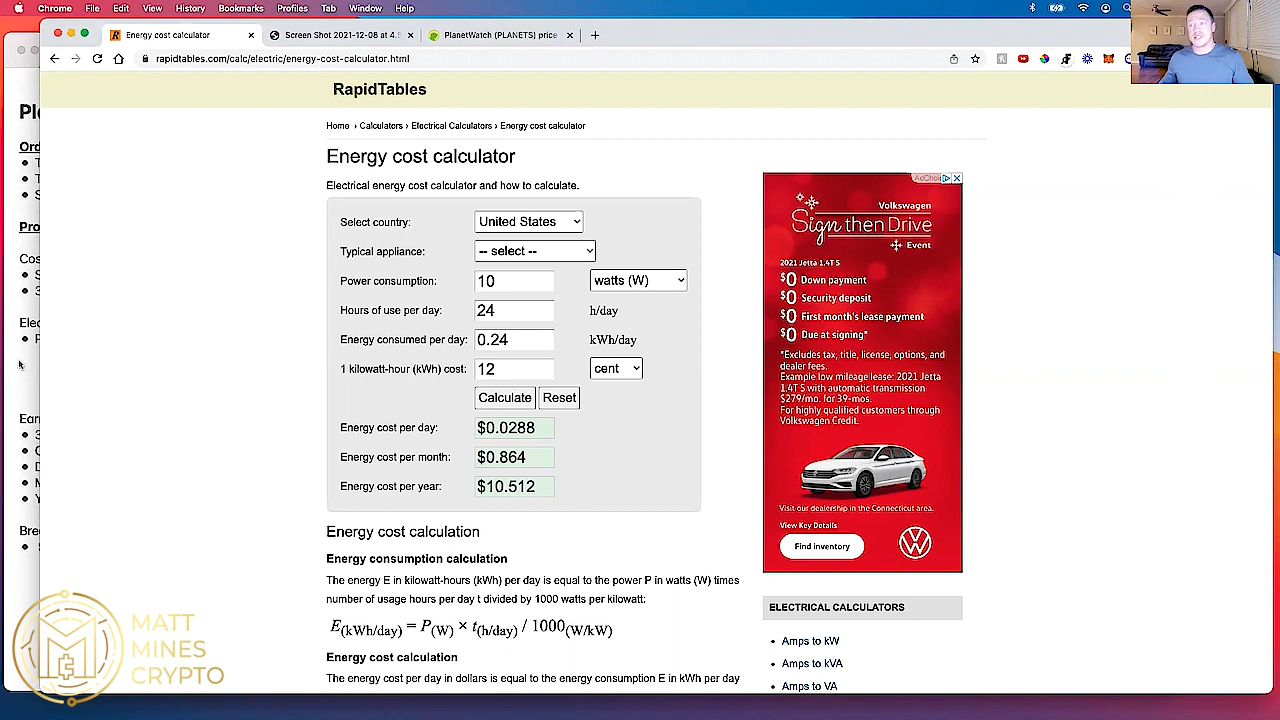 Chrome File Edit View History Bookmarks Profiles Tab Window Help
Energy cost calculator
Screen Shot 2021-12-08 at 4.5
PlanetWatch (PLANETS) price
rapidtables.com/calc/electric/energy-cost-calculator.html
RapidTables
Home › Calculators › Electrical Calculators › Energy cost calculator
Energy cost calculator
Electrical energy cost calculator and how to calculate.
Select country: United States
Typical appliance: -- select --
Power consumption: 10 watts (W)
Hours of use per day: 24 h/day
Energy consumed per day: 0.24 kWh/day
1 kilowatt-hour (kWh) cost: 12 cent
Calculate Reset
Energy cost per day: $0.0288
Energy cost per month: $0.864
Energy cost per year: $10.512
Energy cost calculation
Energy consumption calculation
The energy E in kilowatt-hours (kWh) per day is equal to the power P in watts (W) times
number of usage hours per day t divided by 1000 watts per kilowatt:
E(kWh/day) = P(W) × t(h/day) / 1000(W/kW)
Energy cost calculation
The energy cost per day in dollars is equal to the energy consumption E in kWh per day
AdChoic
Volkswagen
Sign then Drive
Event
2021 Jetta 1.4T S
$0 Down payment
$0 Security deposit
$0 First month's lease payment
$0 Due at signing*
*Excludes tax, title, license, options, and
dealer fees.
Example low mileage lease: 2021 Jetta
1.4T S with automatic transmission
$279/mo. for 39-mos.
For highly qualified customers through
Volkswagen Credit.
Visit our dealership in the Connecticut area.
View Key Details
Find inventory
ELECTRICAL CALCULATORS
• Amps to kW
• Amps to kVA
• Amps to VA
MATT
MINES
CRYPTO